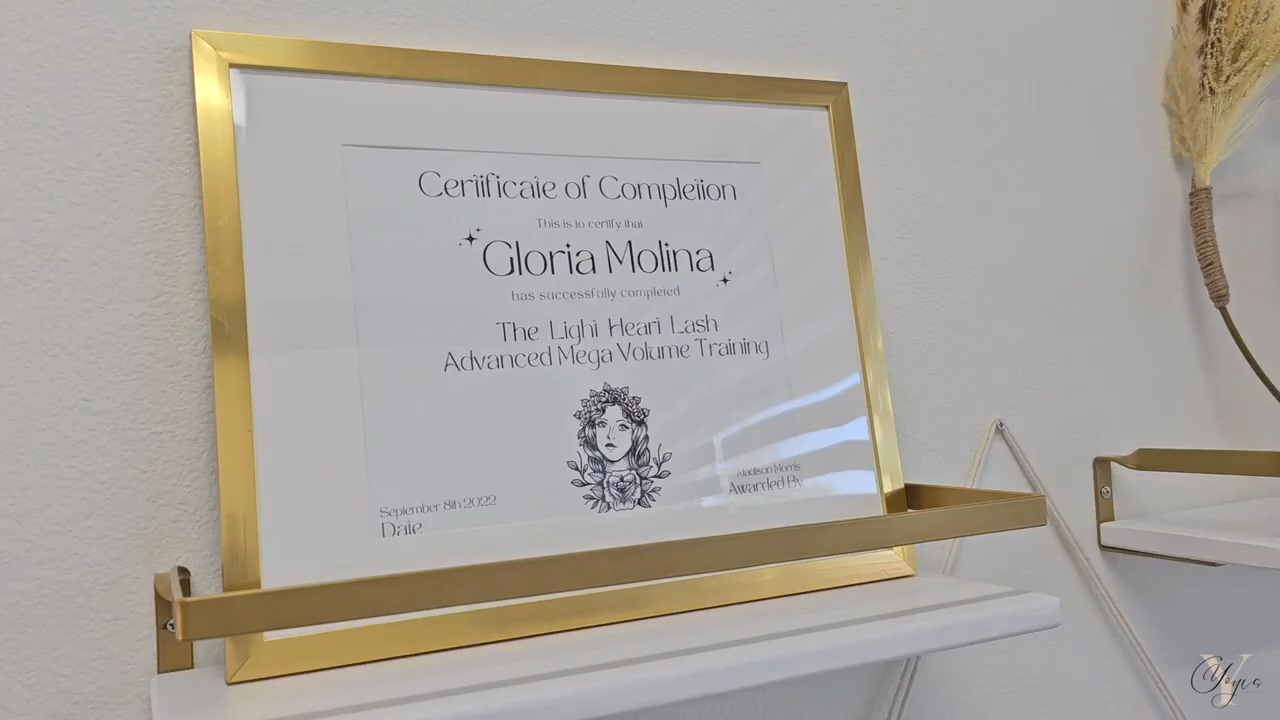 Certificate of Completion
This is to certify that
Gloria Molina
has successfully completed
The Light Heart Lash
Advanced Mega Volume Training
September 8th 2022
Date
Madison Morris
Awarded By